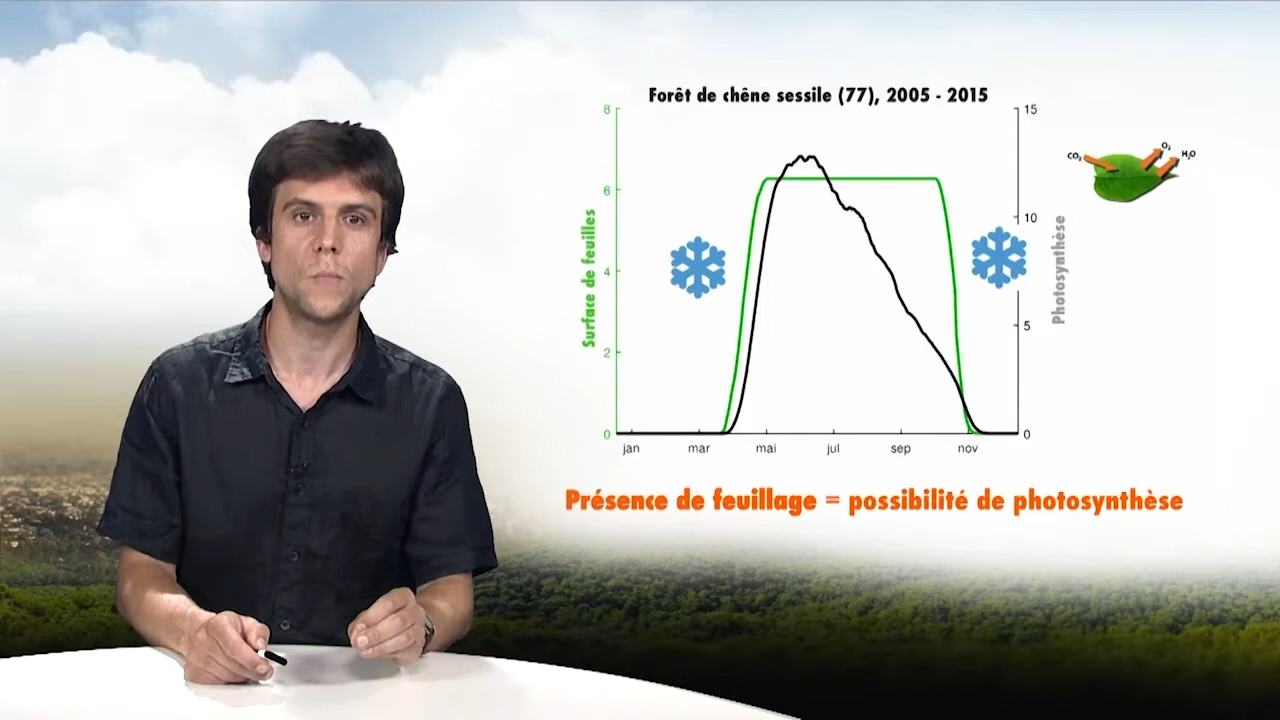 Forêt de chêne sessile (77), 2005 - 2015
8
6
4
2
0
Surface de feuilles
15
10
5
0
Photosynthèse
jan mar mai jul sep nov
CO₂
O₂
H₂O
Présence de feuillage = possibilité de photosynthèse